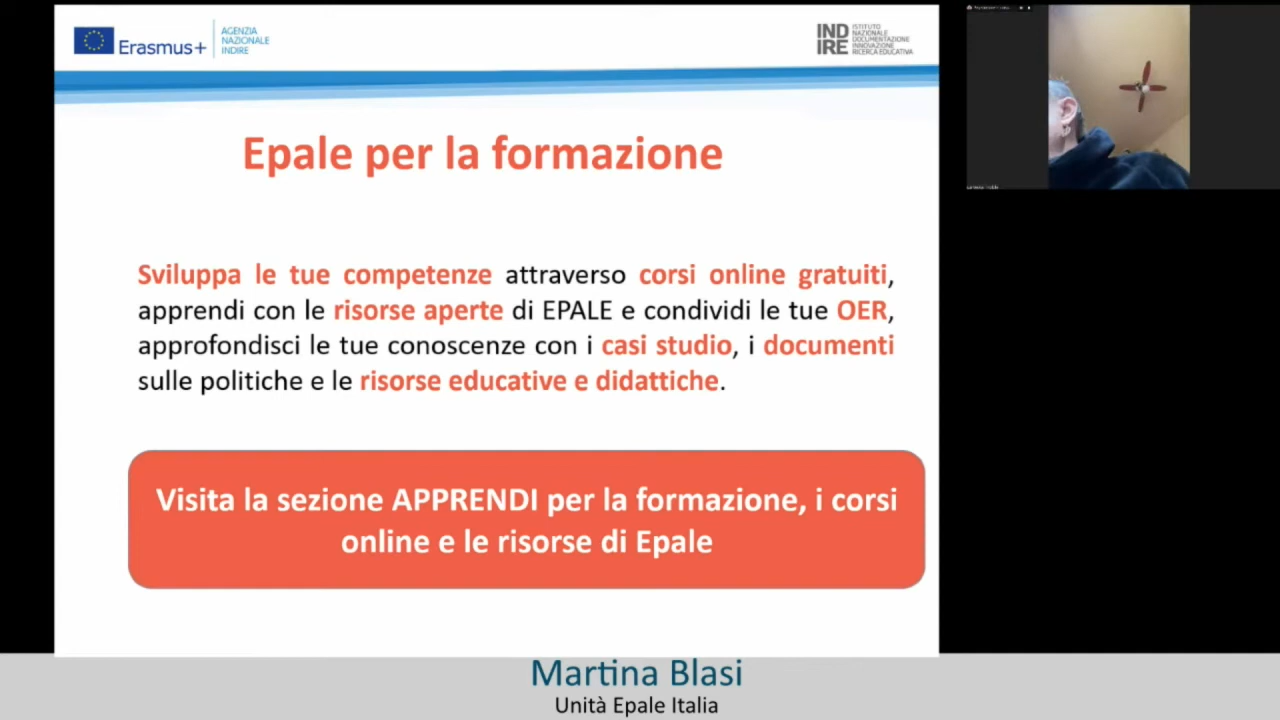 Erasmus+
AGENZIA
NAZIONALE
INDIRE
IND
IRE
ISTITUTO
NAZIONALE
DOCUMENTAZIONE
INNOVAZIONE
RICERCA EDUCATIVA
Epale per la formazione
Sviluppa le tue competenze attraverso corsi online gratuiti,
apprendi con le risorse aperte di EPALE e condividi le tue OER,
approfondisci le tue conoscenze con i casi studio, i documenti
sulle politiche e le risorse educative e didattiche.
Visita la sezione APPRENDI per la formazione, i corsi
online e le risorse di Epale
Martina Blasi
Unità Epale Italia